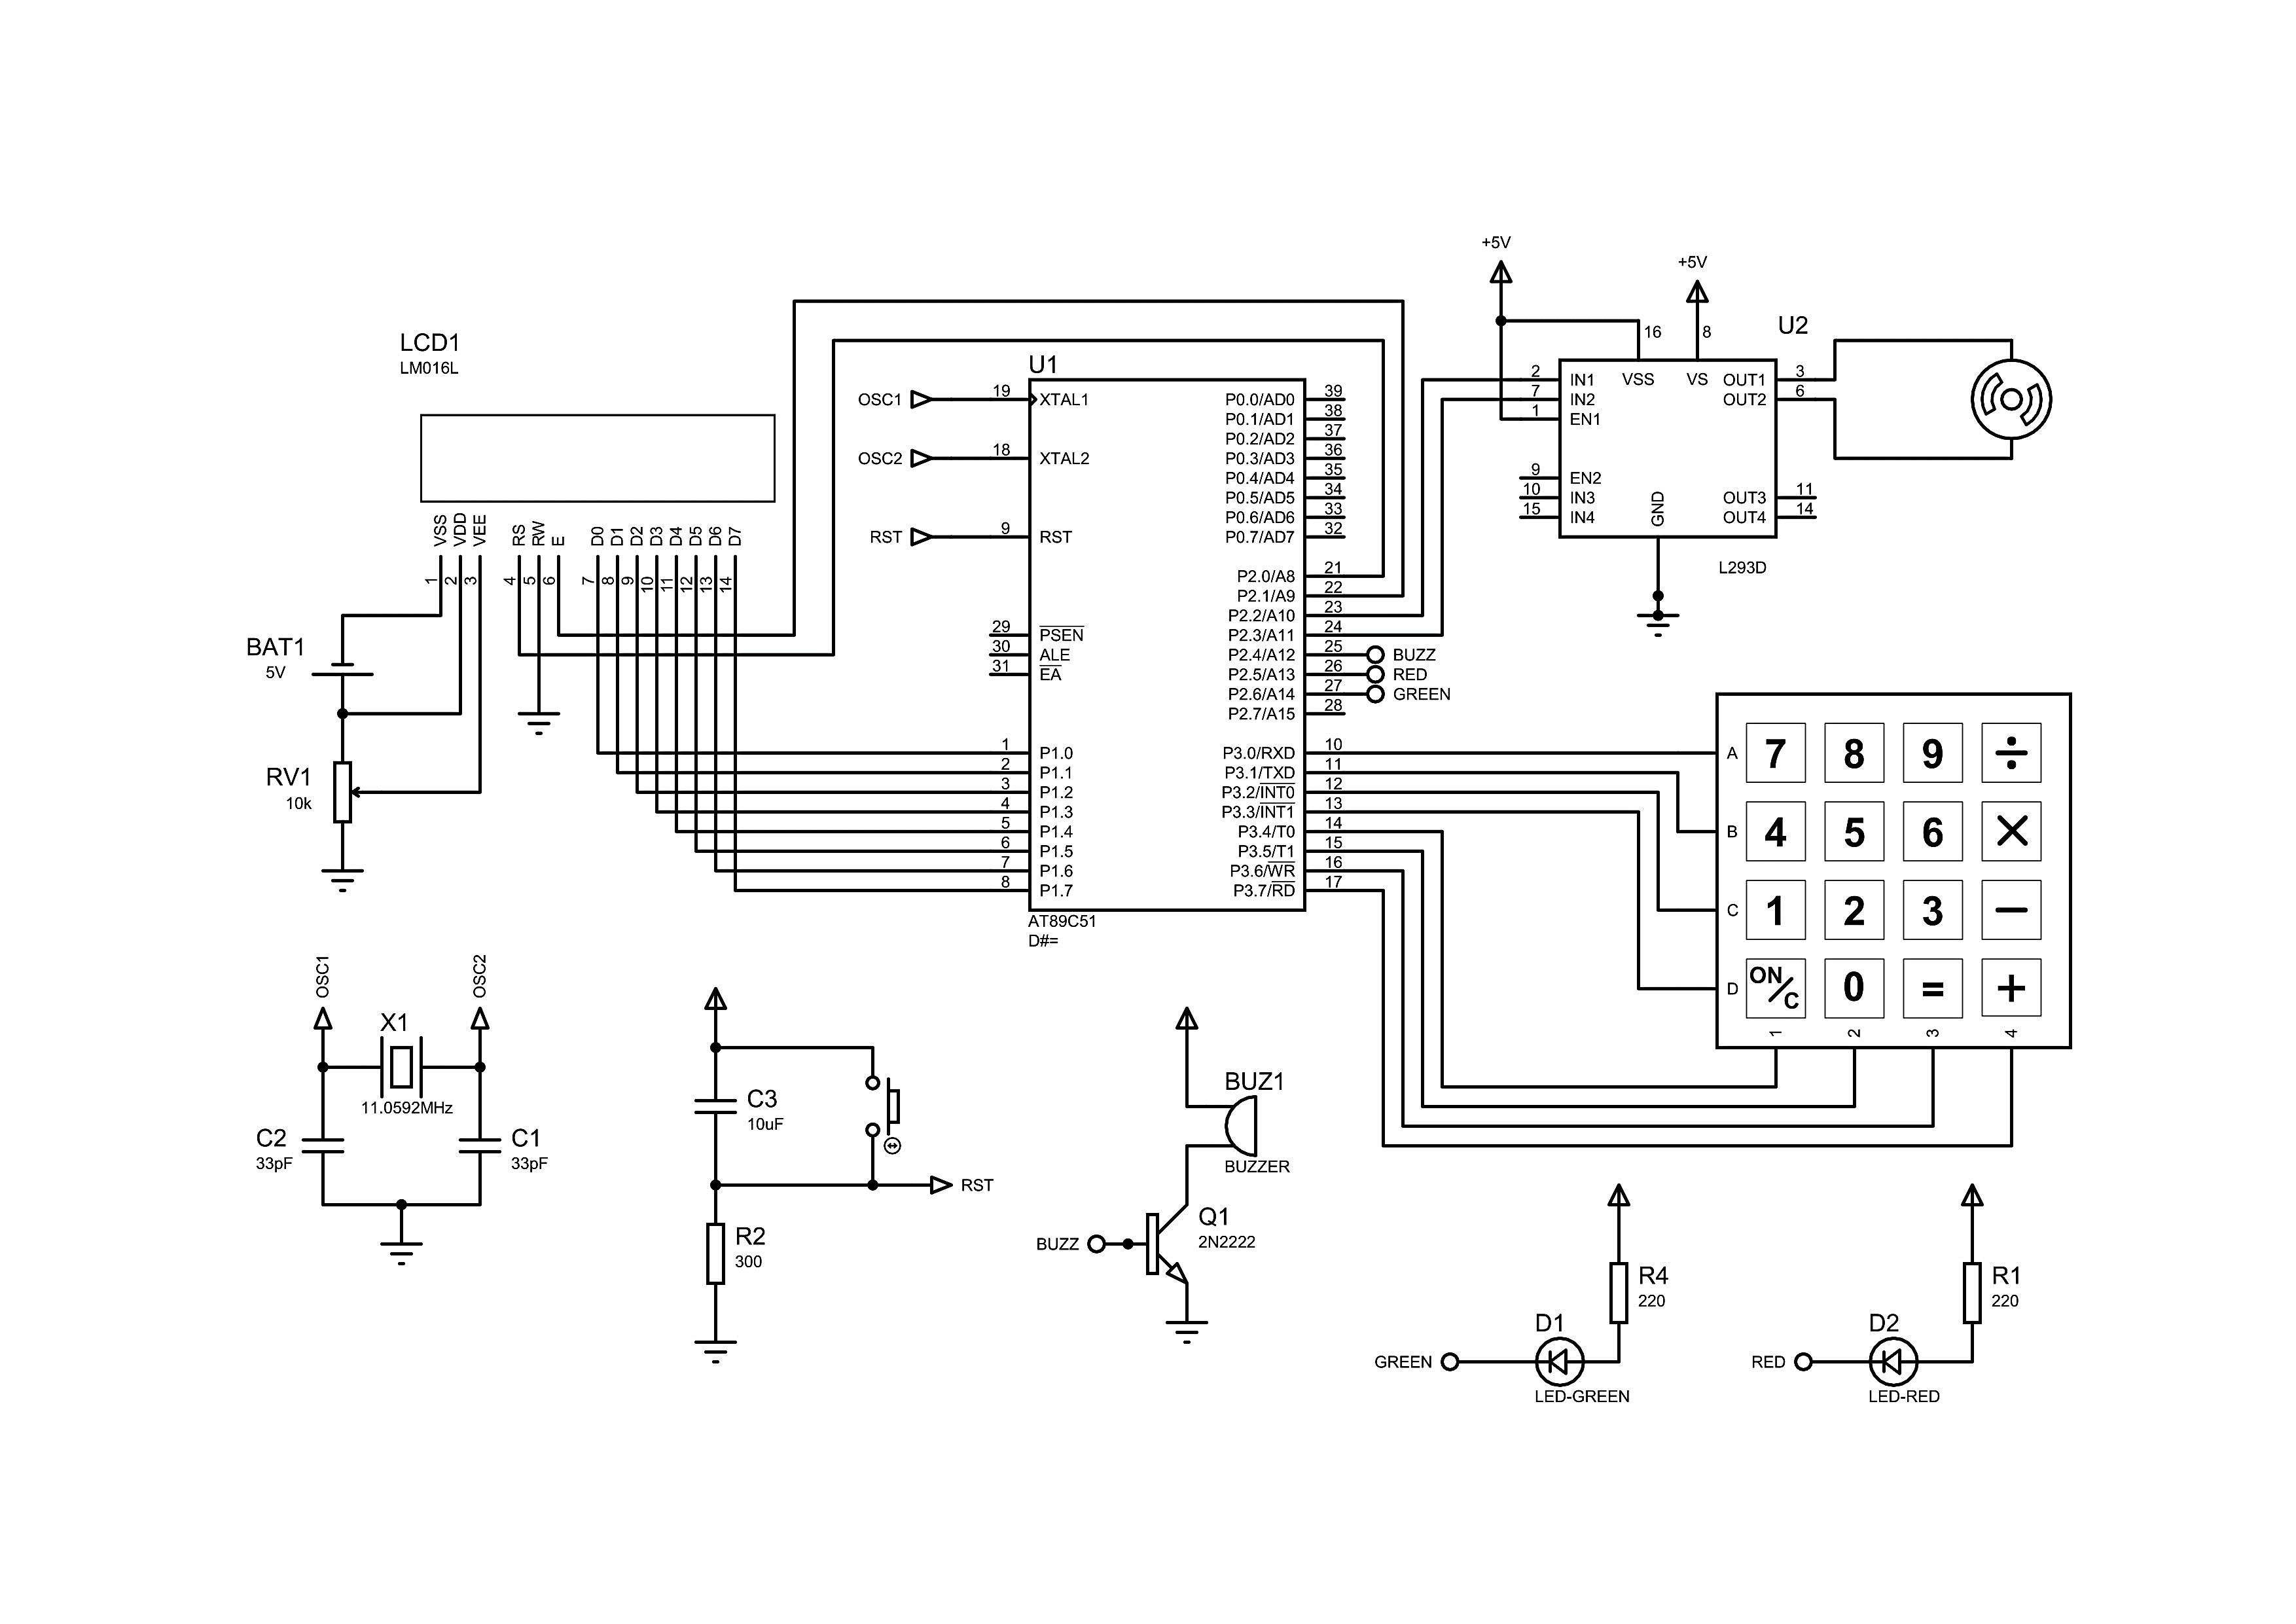 +5V
+5V
LCD1
LM016L
VSS
VDD
VEE
RS
RW
E
D0
D1
D2
D3
D4
D5
D6
D7
1
2
3
4
5
6
7
8
9
10
11
12
13
14
BAT1
5V
RV1
10k
U1
OSC1
19
XTAL1
OSC2
18
XTAL2
RST
9
RST
29
PSEN
30
ALE
31
EA
1
P1.0
2
P1.1
3
P1.2
4
P1.3
5
P1.4
6
P1.5
7
P1.6
8
P1.7
P0.0/AD0
39
P0.1/AD1
38
P0.2/AD2
37
P0.3/AD3
36
P0.4/AD4
35
P0.5/AD5
34
P0.6/AD6
33
P0.7/AD7
32
P2.0/A8
21
P2.1/A9
22
P2.2/A10
23
P2.3/A11
24
P2.4/A12
25
BUZZ
P2.5/A13
26
RED
P2.6/A14
27
GREEN
P2.7/A15
28
P3.0/RXD
10
P3.1/TXD
11
P3.2/INT0
12
P3.3/INT1
13
P3.4/T0
14
P3.5/T1
15
P3.6/WR
16
P3.7/RD
17
AT89C51
D#=
U2
16
8
VSS
VS
2
IN1
7
IN2
1
EN1
9
EN2
10
IN3
15
IN4
GND
OUT1
3
OUT2
6
OUT3
11
OUT4
14
L293D
A
7
8
9
÷
B
4
5
6
×
C
1
2
3
−
D
ON/C
0
=
+
1
2
3
4
OSC1
OSC2
X1
11.0592MHz
C2
33pF
C1
33pF
C3
10uF
RST
R2
300
BUZ1
BUZZER
BUZZ
Q1
2N2222
R4
220
D1
GREEN
LED-GREEN
R1
220
D2
RED
LED-RED